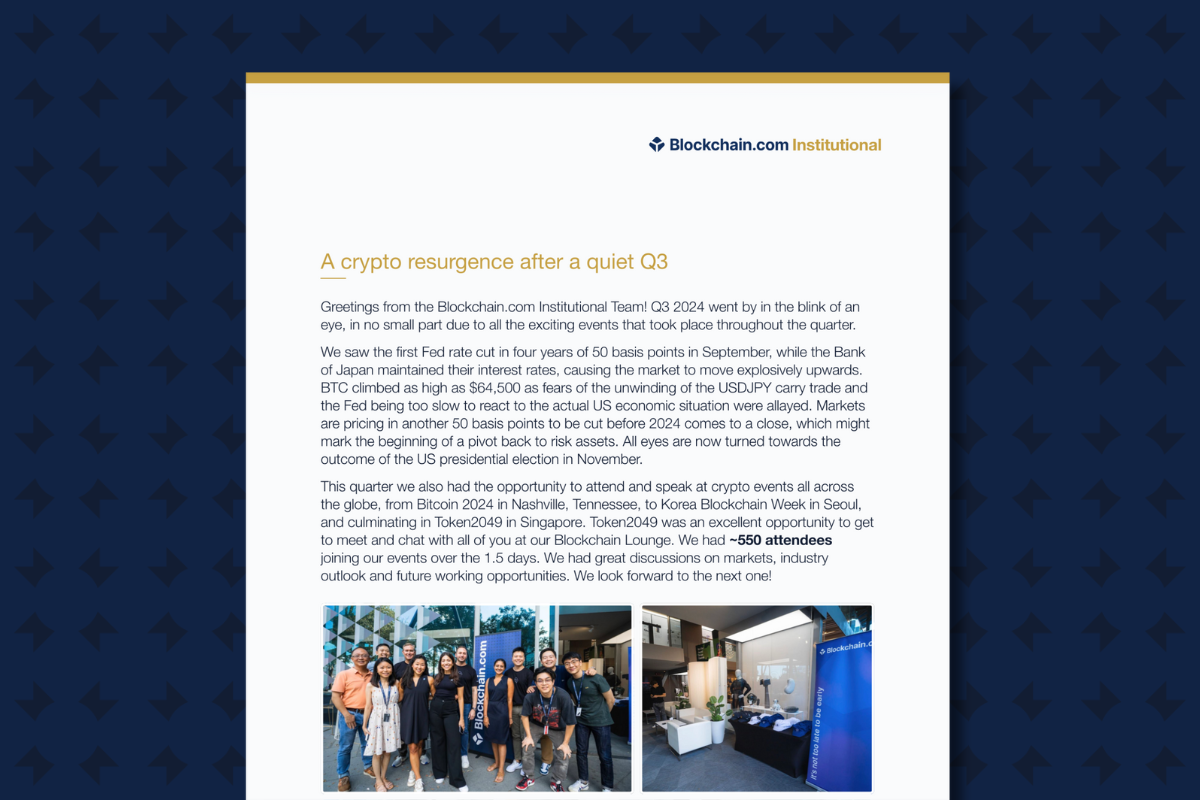 Blockchain.com Institutional
A crypto resurgence after a quiet Q3
Greetings from the Blockchain.com Institutional Team! Q3 2024 went by in the blink of an
eye, in no small part due to all the exciting events that took place throughout the quarter.
We saw the first Fed rate cut in four years of 50 basis points in September, while the Bank
of Japan maintained their interest rates, causing the market to move explosively upwards.
BTC climbed as high as $64,500 as fears of the unwinding of the USDJPY carry trade and
the Fed being too slow to react to the actual US economic situation were allayed. Markets
are pricing in another 50 basis points to be cut before 2024 comes to a close, which might
mark the beginning of a pivot back to risk assets. All eyes are now turned towards the
outcome of the US presidential election in November.
This quarter we also had the opportunity to attend and speak at crypto events all across
the globe, from Bitcoin 2024 in Nashville, Tennessee, to Korea Blockchain Week in Seoul,
and culminating in Token2049 in Singapore. Token2049 was an excellent opportunity to get
to meet and chat with all of you at our Blockchain Lounge. We had ~550 attendees
joining our events over the 1.5 days. We had great discussions on markets, industry
outlook and future working opportunities. We look forward to the next one!
Blockchain.com
Blockchain.c
It's not too late to be early